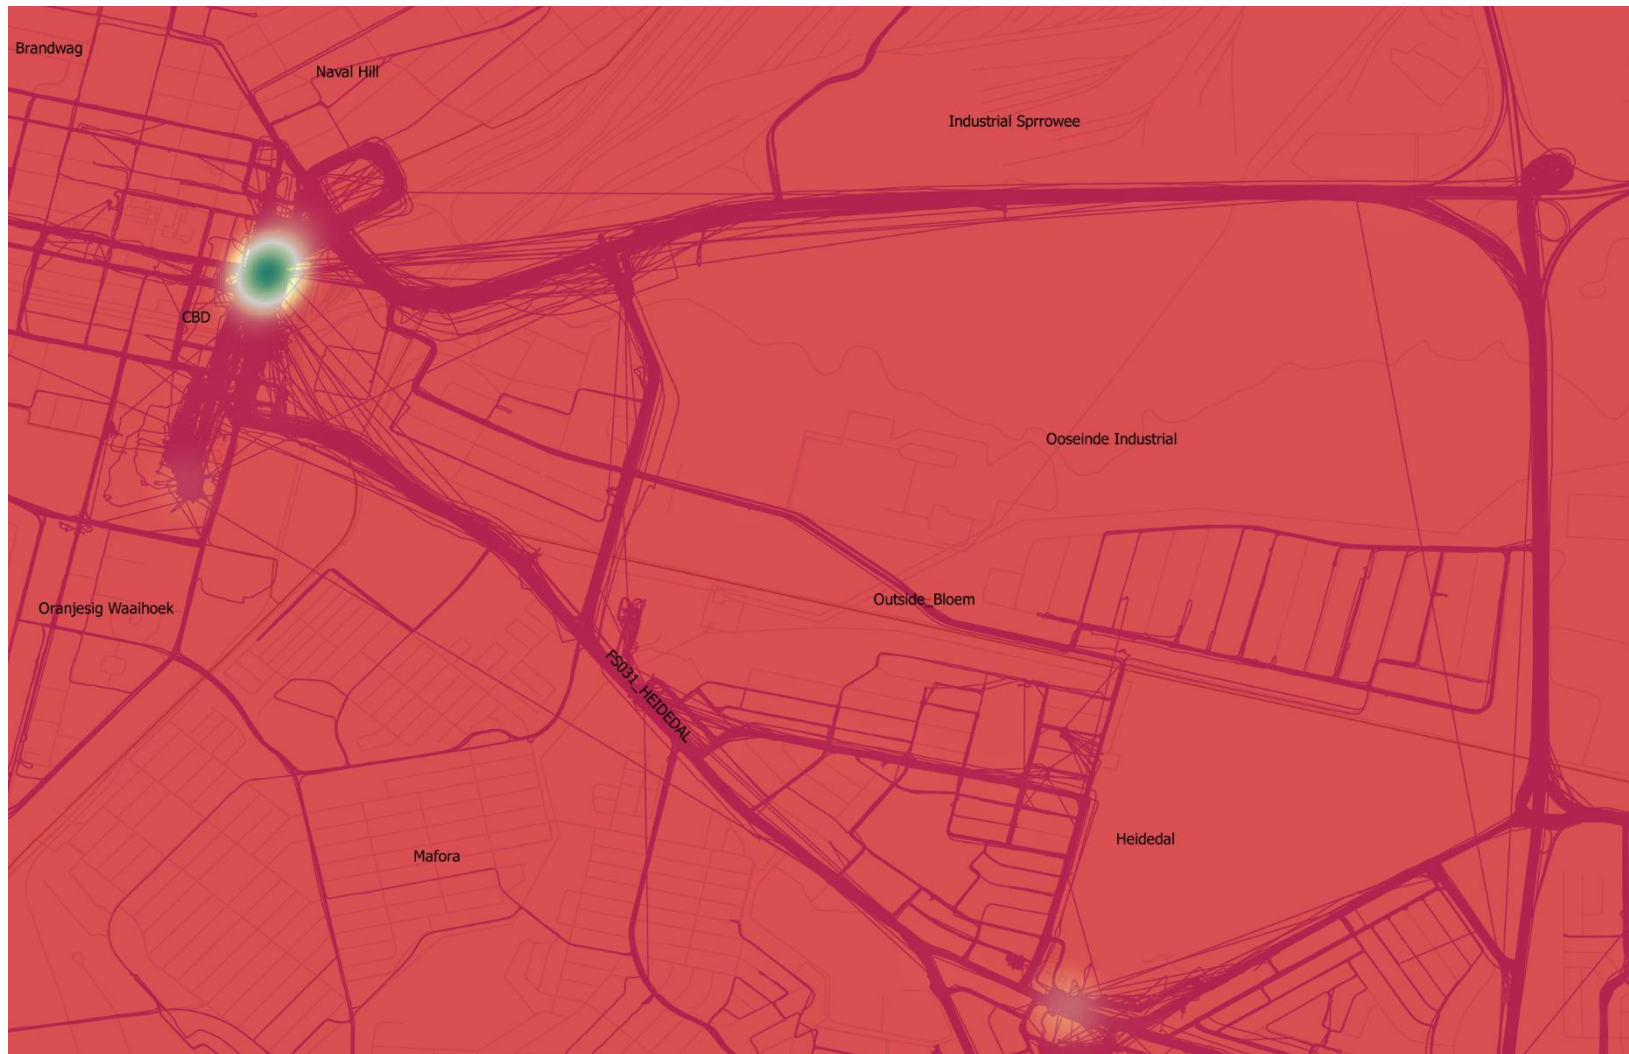 Brandwag
Naval Hill
Industrial Sprrowee
CBD
Ooseinde Industrial
Outside_Bloem
Oranjesig Waaihoek
FS031_HEIDEDAL
Heidedal
Mafora